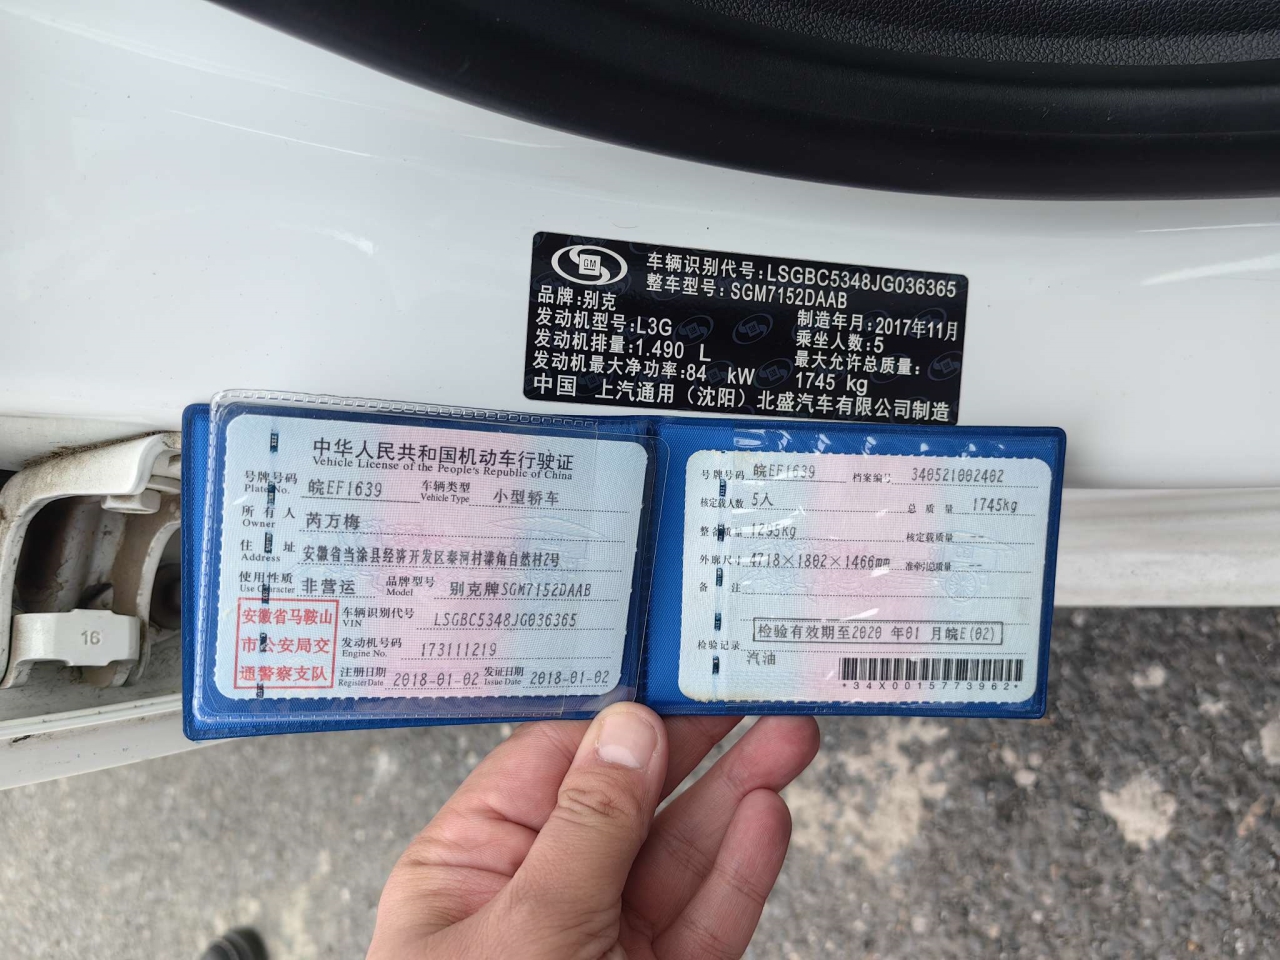 GM
车辆识别代号:LSGBC5348JG036365
整车型号:SGM7152DAAB
品牌:别克
制造年月:2017年11月
发动机型号:L3G
乘坐人数:5
发动机排量:1.490 L
最大允许总质量:
发动机最大净功率:84 kW
1745 kg
中国 上汽通用(沈阳)北盛汽车有限公司制造
16
中华人民共和国机动车行驶证
Vehicle License of the People's Republic of China
号牌号码 皖EF1639 车辆类型 小型轿车
Plate No. Vehicle Type
所有人 芮万梅
Owner
住址 安徽省当涂县经济开发区秦河村濮角自然村2号
Address
使用性质 非营运 品牌型号 别克牌SGM7152DAAB
Use Character Model
安徽省马鞍山
市公安局交
通警察支队
车辆识别代号 LSGBC5348JG036365
VIN
发动机号码 173111219
Engine No.
注册日期 2018-01-02 发证日期 2018-01-02
Register Date Issue Date
号牌号码 皖EF1639 档案编号 340521002402
核定载人数 5人 总质量 1745kg
整备质量 1295kg 核定载质量 --
外廓尺寸 4718×1802×1466mm 准牵引总质量 --
备注
检验有效期至2020 年01 月皖E(02)
检验记录
汽油
*34X0015773962*